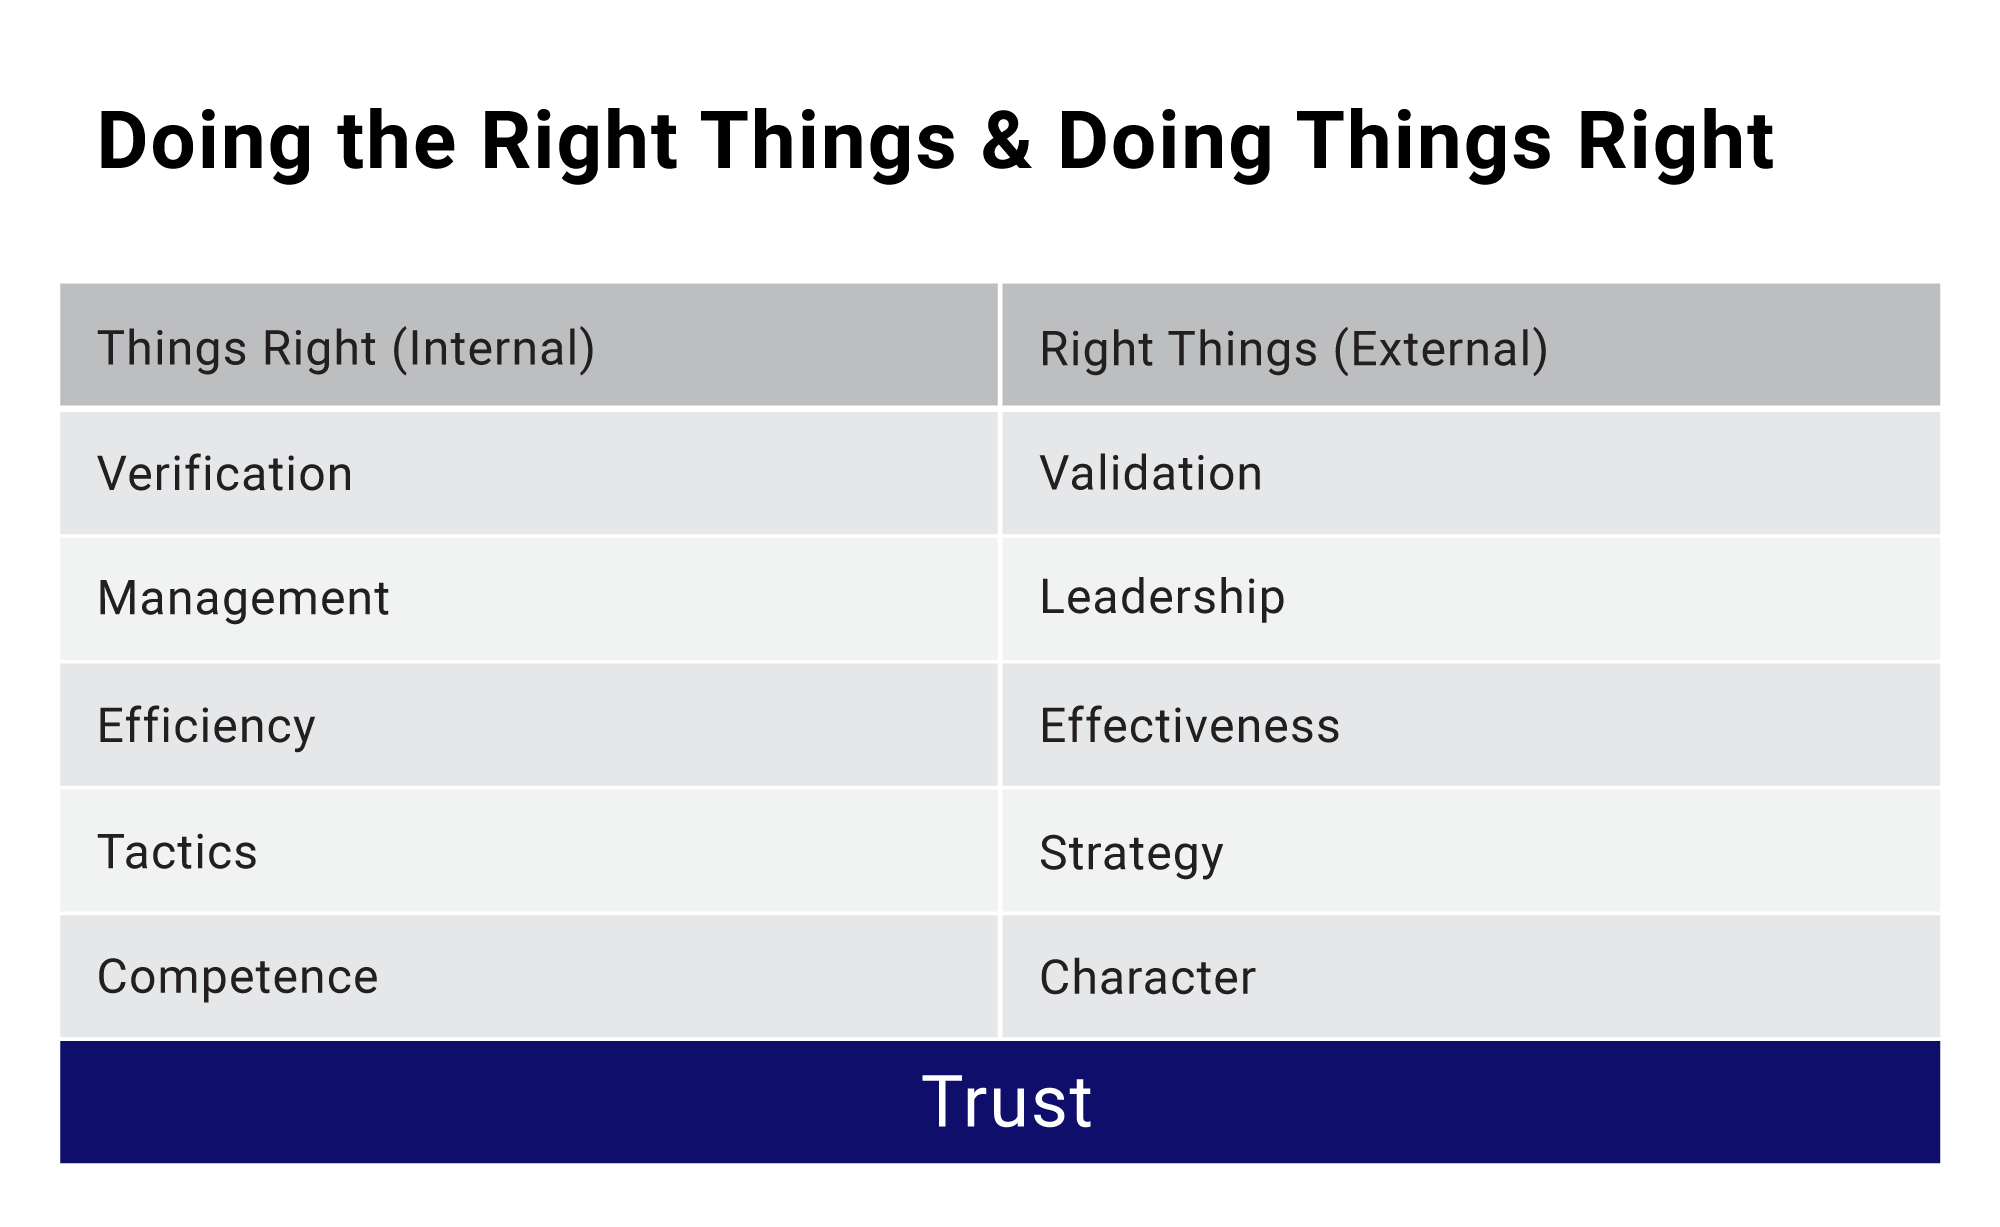 Doing the Right Things & Doing Things Right
Things Right (Internal)
Right Things (External)
Verification
Validation
Management
Leadership
Efficiency
Effectiveness
Tactics
Strategy
Competence
Character
Trust